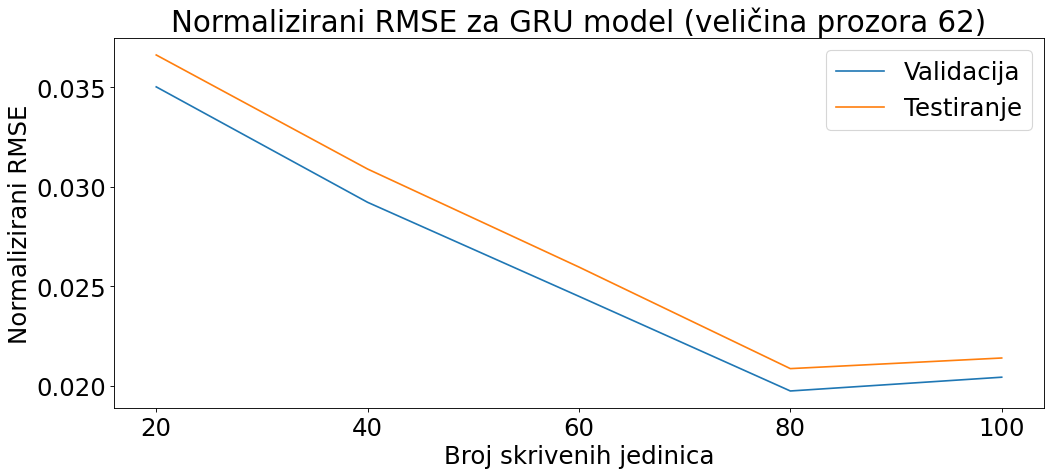 Normalizirani RMSE za GRU model (veličina prozora 62)
Validacija
Testiranje
Normalizirani RMSE
0.035
0.030
0.025
0.020
20 40 60 80 100
Broj skrivenih jedinica